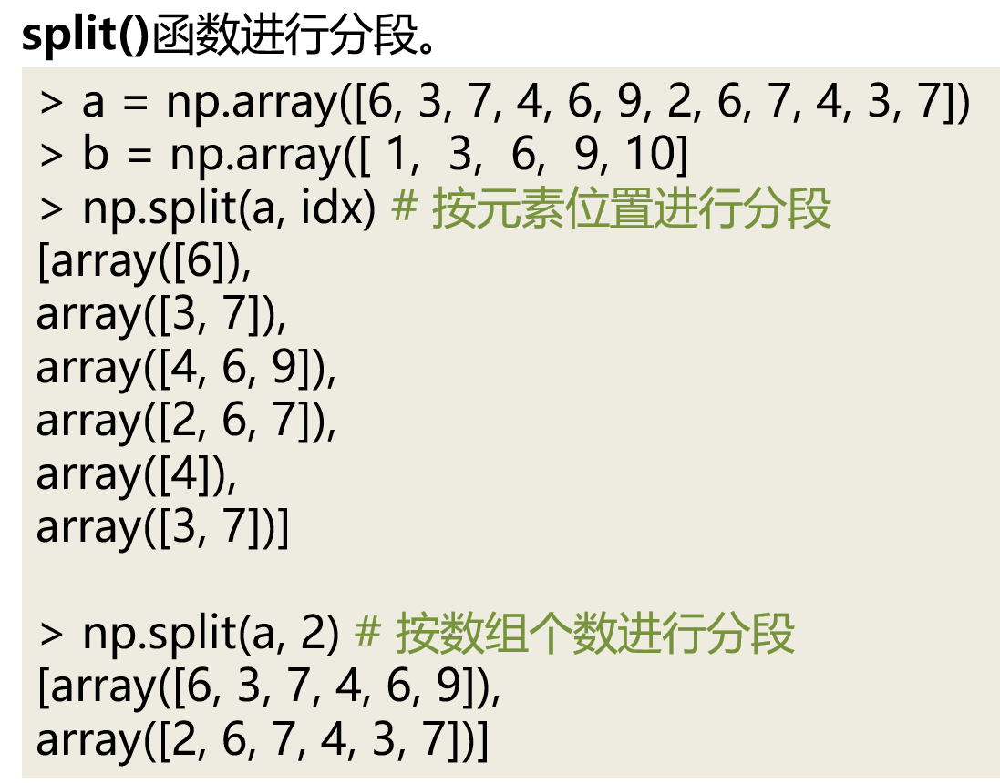 split()函数进行分段。
> a = np.array([6, 3, 7, 4, 6, 9, 2, 6, 7, 4, 3, 7])
> b = np.array([ 1, 3, 6, 9, 10]
> np.split(a, idx) # 按元素位置进行分段
[array([6]),
array([3, 7]),
array([4, 6, 9]),
array([2, 6, 7]),
array([4]),
array([3, 7])]
> np.split(a, 2) # 按数组个数进行分段
[array([6, 3, 7, 4, 6, 9]),
array([2, 6, 7, 4, 3, 7])]